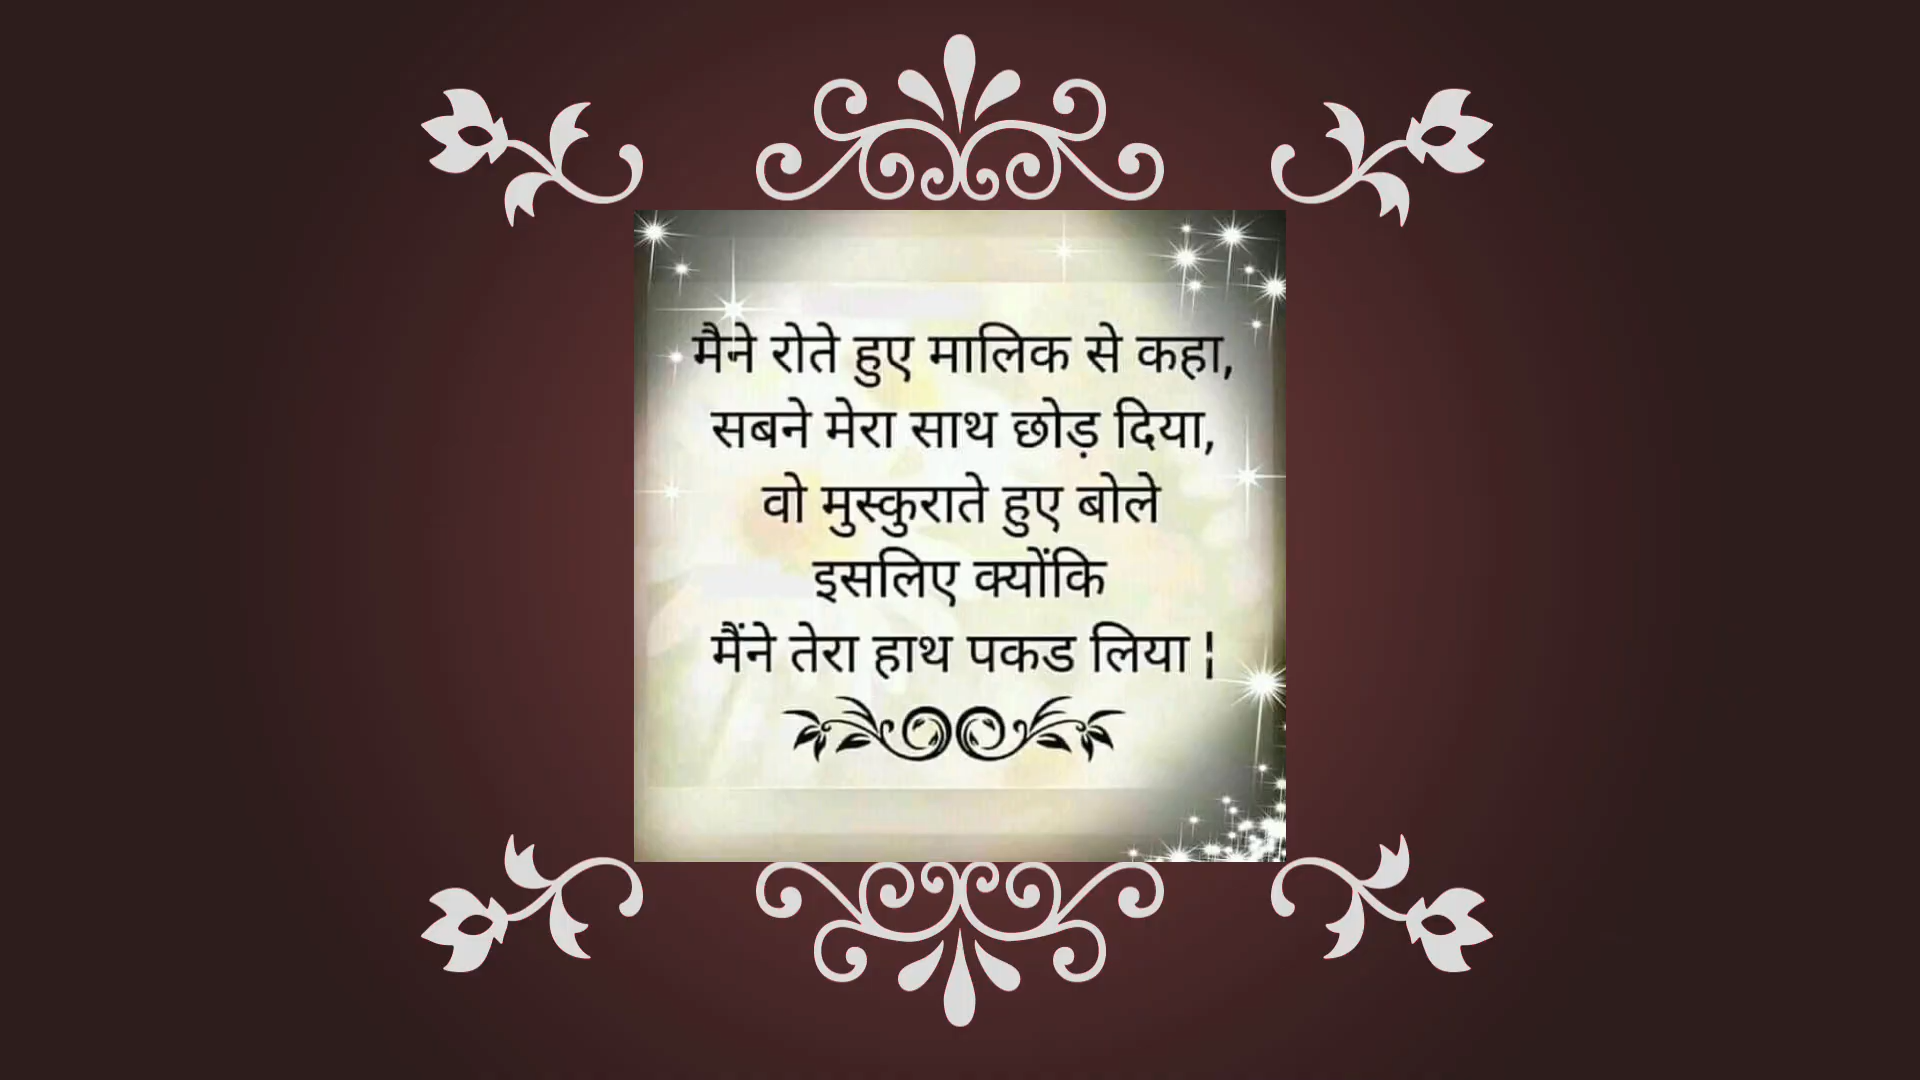 मैने रोते हुए मालिक से कहा,
सबने मेरा साथ छोड़ दिया,
वो मुस्कुराते हुए बोले
इसलिए क्योंकि
मैंने तेरा हाथ पकड लिया ¦